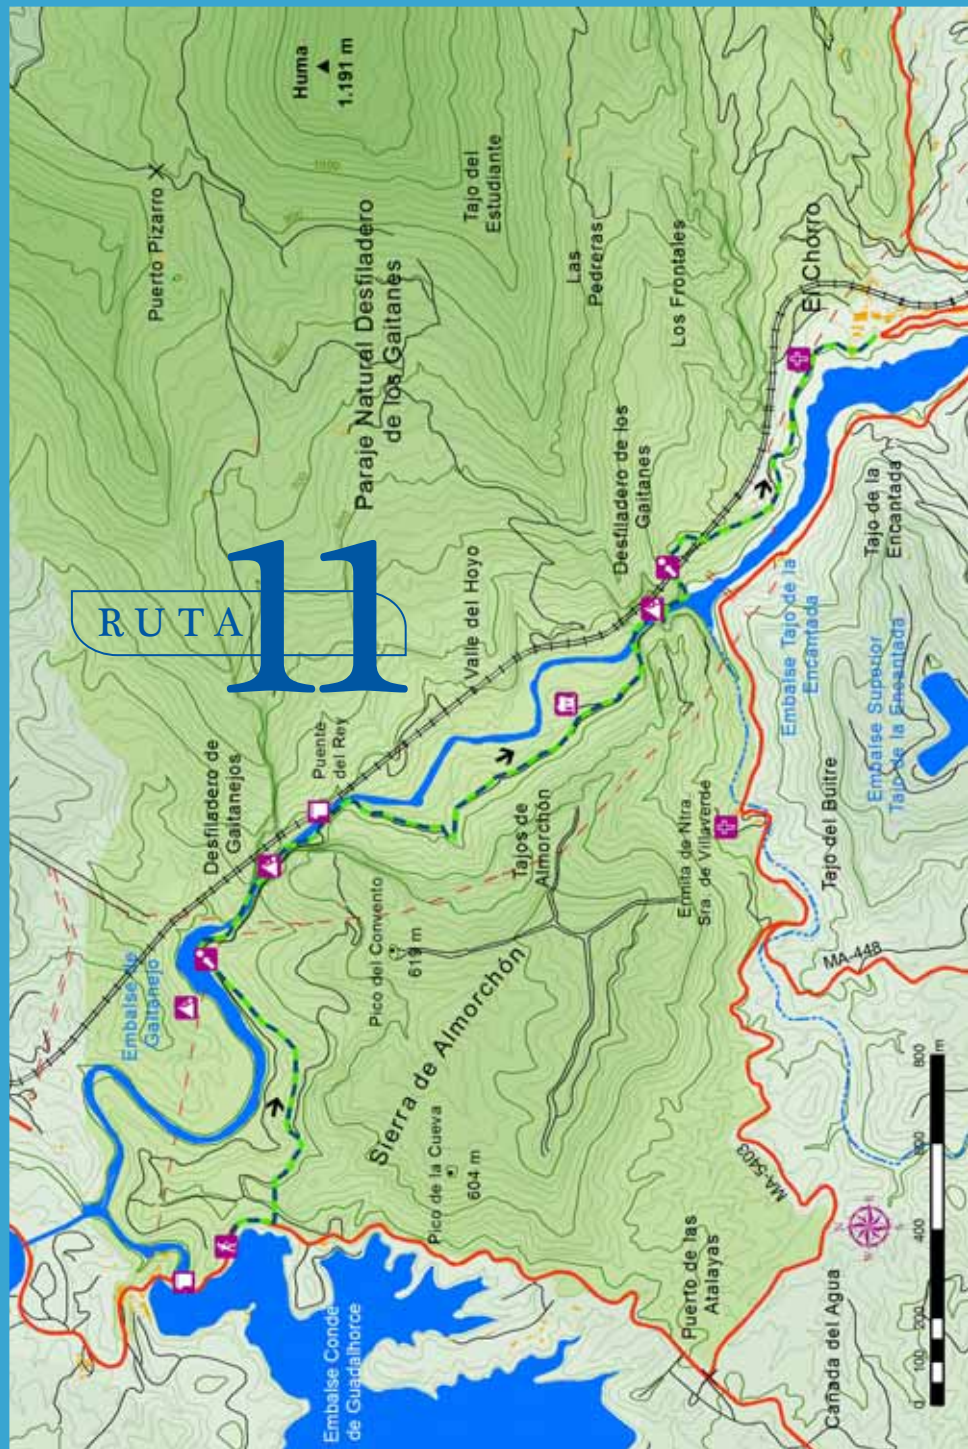 RUTA 11
Huma
1.191 m
Puerto Pizarro
Paraje Natural Desfiladero
de los Gaitanes
Tajo del
Estudiante
Las
Pedreras
Los Frontales
El Chorro
Desfiladero de los
Gaitanes
Valle del Hoyo
Puente
del Rey
Desfiladero de
Gaitanejos
Embalse de
Gaitanejo
Pico del Convento
619 m
Tajos de
Almorchón
Sierra de Almorchón
Pico de la Cueva
604 m
Ermita de Ntra.
Sra. de Villaverde
Tajo de la
Encantada
Embalse Tajo de la
Encantada
Embalse Superior
Tajo de la Encantada
Tajo del Buitre
MA-448
MA-5403
Puerto de las
Atalayas
Cañada del Agua
Embalse Conde
de Guadalhorce
0 100 200 400 600 800
m